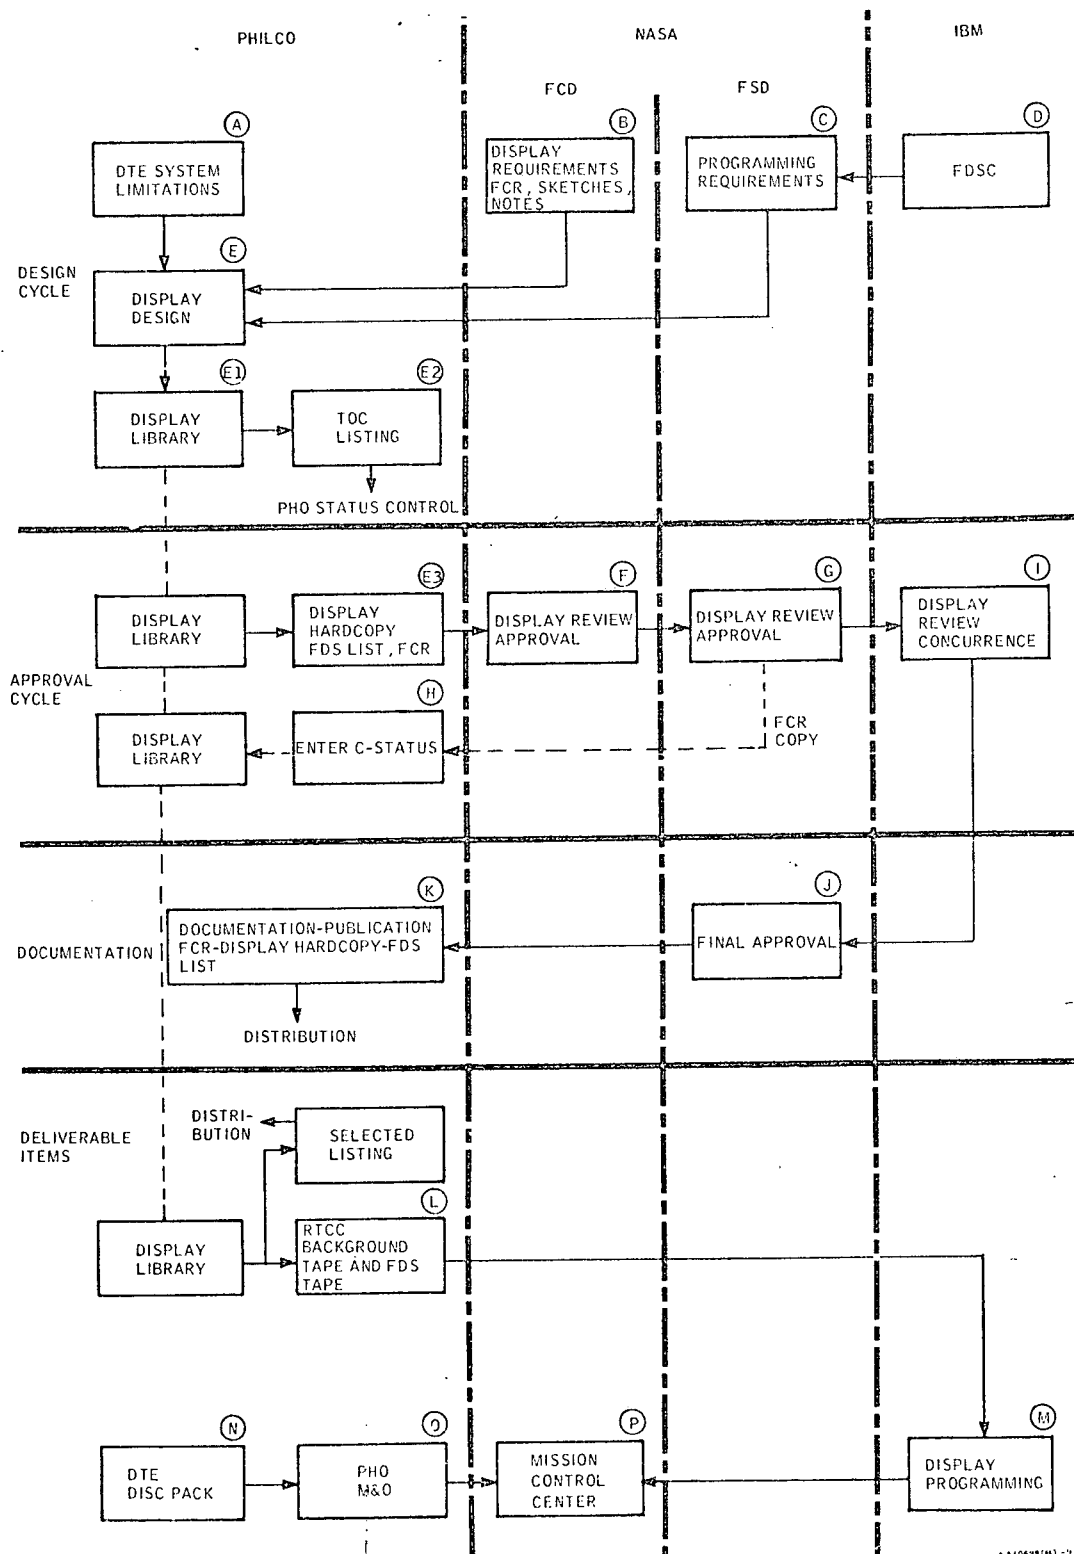 PHILCO
NASA
IBM
FCD
FSD
A
B
C
D
DTE SYSTEM
LIMITATIONS
DISPLAY
REQUIREMENTS
FCR, SKETCHES,
NOTES
PROGRAMMING
REQUIREMENTS
FDSC
DESIGN
CYCLE
E
DISPLAY
DESIGN
E1
E2
DISPLAY
LIBRARY
TOC
LISTING
PHO STATUS CONTROL
E3
F
G
I
DISPLAY
LIBRARY
DISPLAY
HARDCOPY
FDS LIST, FCR
DISPLAY REVIEW
APPROVAL
DISPLAY REVIEW
APPROVAL
DISPLAY
REVIEW
CONCURRENCE
APPROVAL
CYCLE
H
DISPLAY
LIBRARY
ENTER C-STATUS
FCR
COPY
K
J
DOCUMENTATION
DOCUMENTATION-PUBLICATION
FCR-DISPLAY HARDCOPY-FDS
LIST
FINAL APPROVAL
DISTRIBUTION
DELIVERABLE
ITEMS
DISTRI-
BUTION
SELECTED
LISTING
L
DISPLAY
LIBRARY
RTCC
BACKGROUND
TAPE AND FDS
TAPE
N
O
P
M
DTE
DISC PACK
PHO
M&O
MISSION
CONTROL
CENTER
DISPLAY
PROGRAMMING